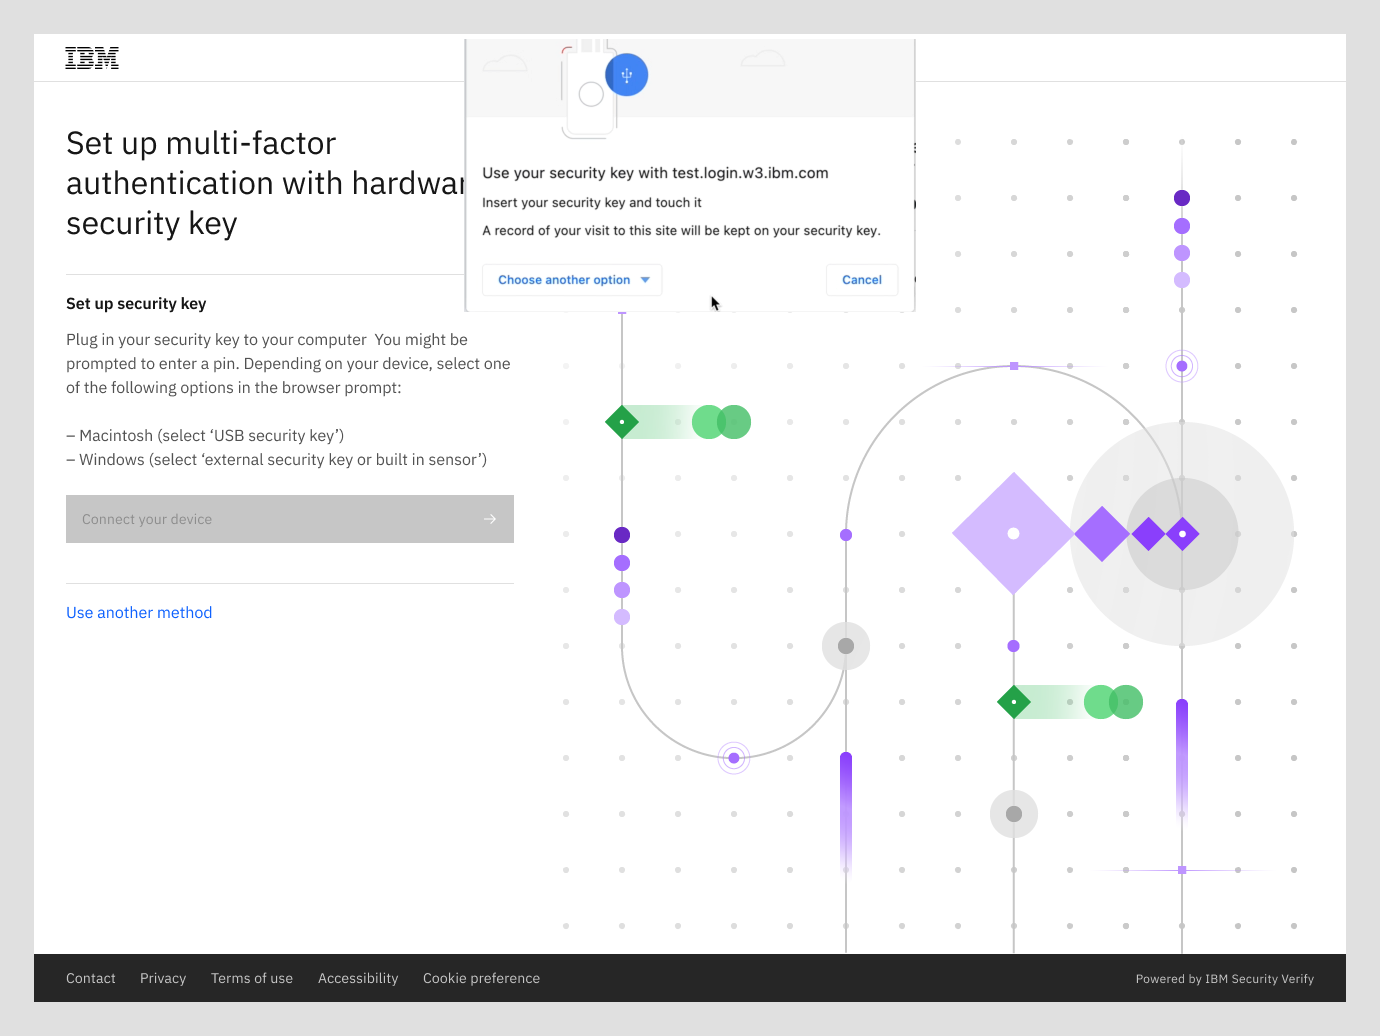 IBM
Set up multi-factor
authentication with hardwar
security key
Use your security key with test.login.w3.ibm.com
Insert your security key and touch it
A record of your visit to this site will be kept on your security key.
Choose another option
Cancel
Set up security key
Plug in your security key to your computer  You might be
prompted to enter a pin. Depending on your device, select one
of the following options in the browser prompt:
– Macintosh (select ‘USB security key’)
– Windows (select ‘external security key or built in sensor’)
Connect your device
Use another method
Contact Privacy Terms of use Accessibility Cookie preference
Powered by IBM Security Verify